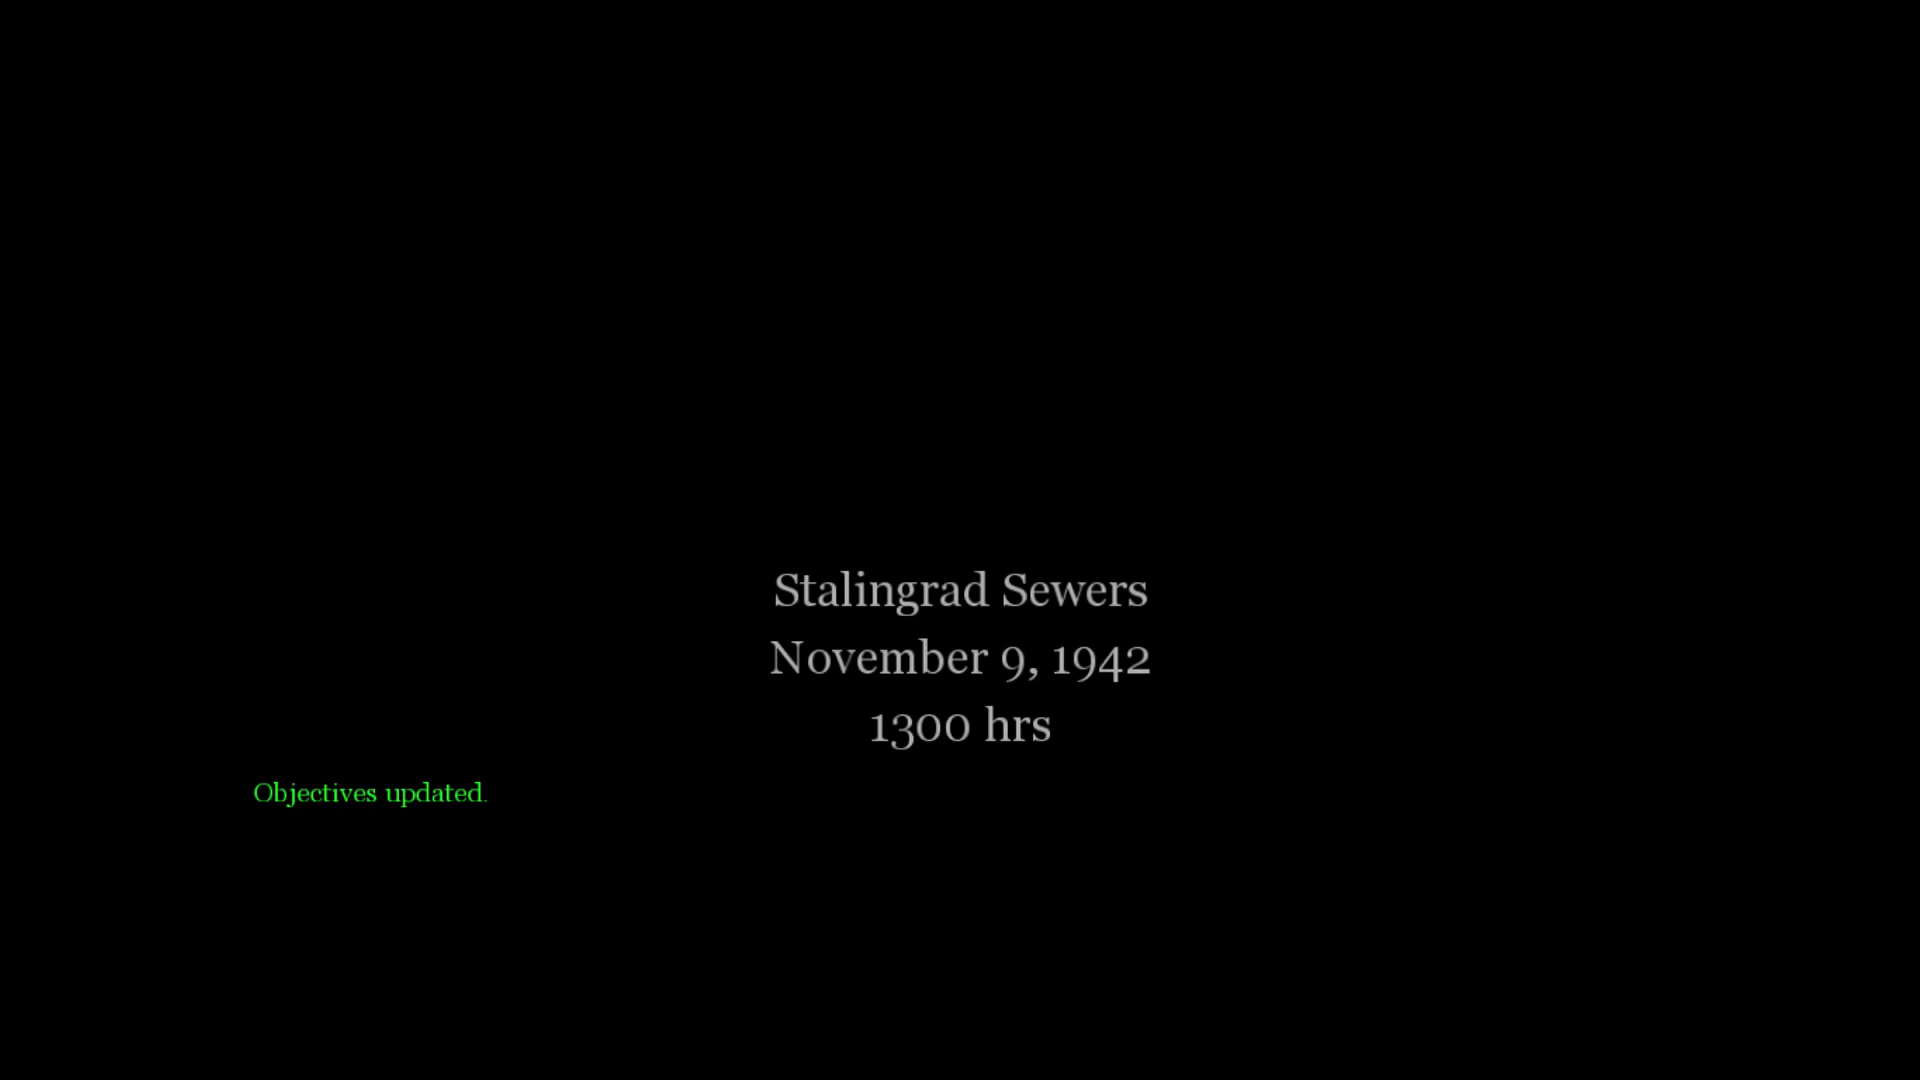 Stalingrad Sewers
November 9, 1942
1300 hrs
Objectives updated.